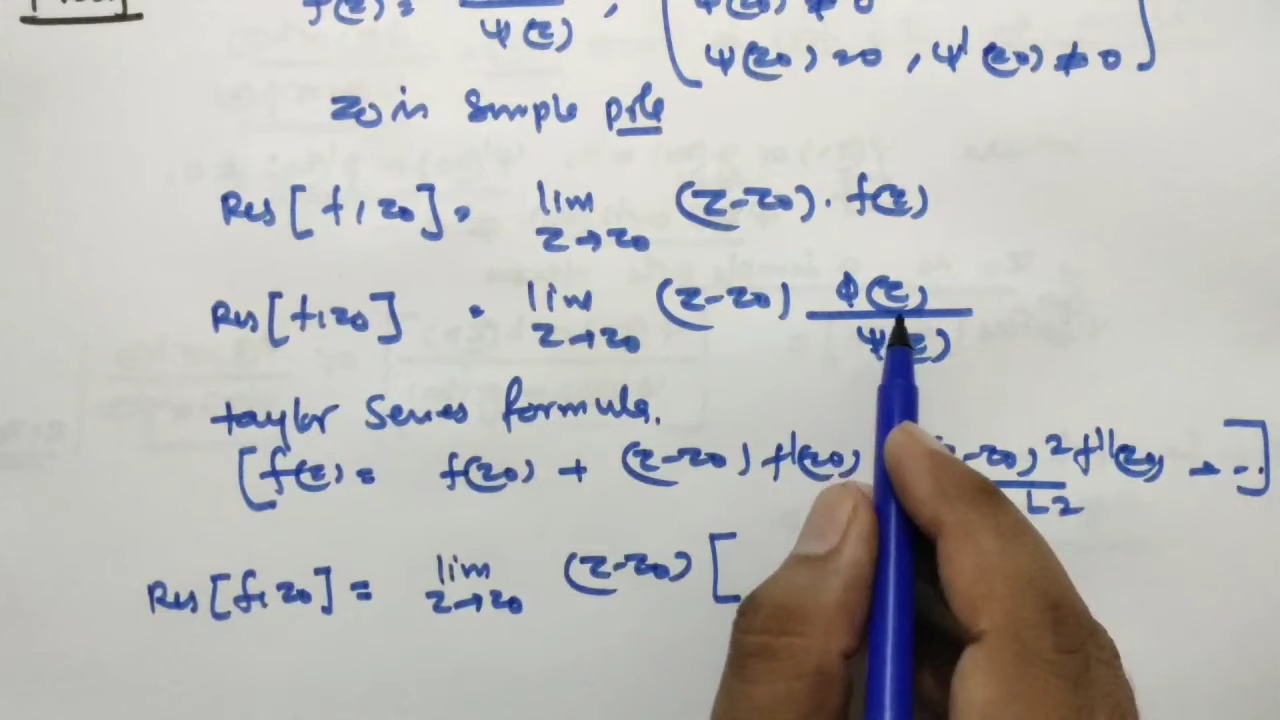 f(z) = ψ(z) ,
ψ(z0) = 0 , ψ'(z0) ≠ 0
z0 is simple pole
Res [ f, z0 ] = lim z→z0 (z-z0) . f(z)
Res [ f, z0 ] = lim z→z0 (z-z0) Φ(z) / ψ(z)
taylor series formula.
[ f(z) = f(z0) + (z-z0) f'(z0) -z0)² f''(z0) / L2 + -- ]
Res [ f, z0 ] = lim z→z0 (z-z0) [